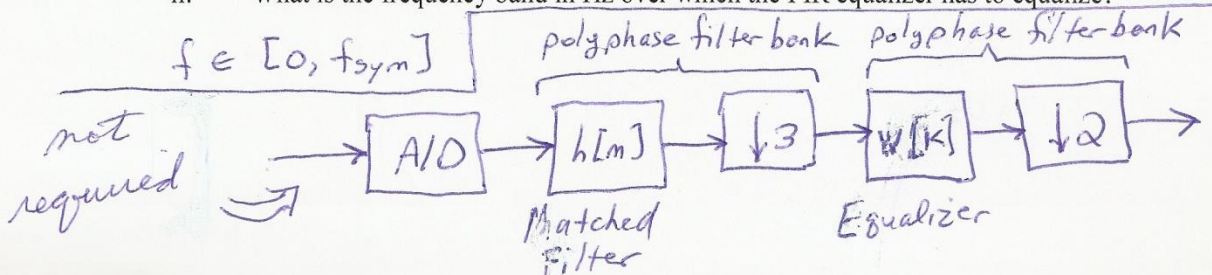 ii. What is the frequency band in Hz over which the FIR equalizer has to equalize?
f ∈ [0, fsym]
polyphase filter bank polyphase filter bank
not required
A/D h[m] ↓3 w[k] ↓2
Matched Filter
Equalizer